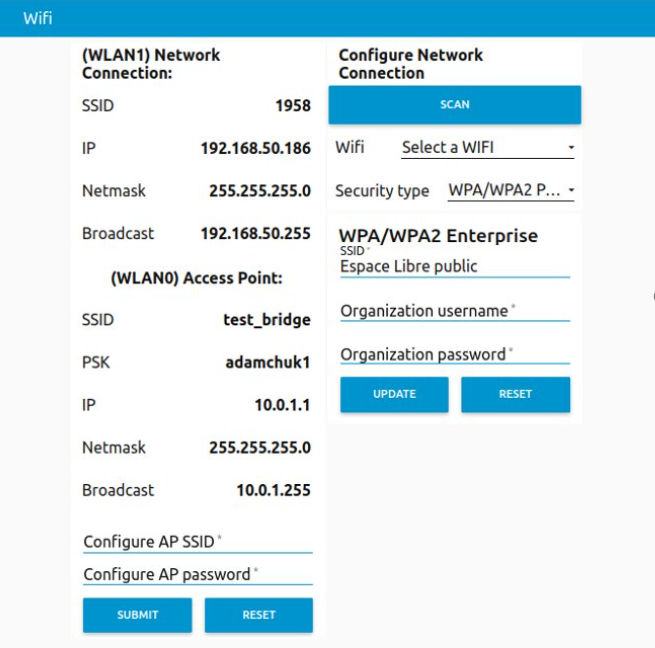 Wifi
(WLAN1) Network
Connection:
SSID 1958
IP 192.168.50.186
Netmask 255.255.255.0
Broadcast 192.168.50.255
(WLAN0) Access Point:
SSID test_bridge
PSK adamchuk1
IP 10.0.1.1
Netmask 255.255.255.0
Broadcast 10.0.1.255
Configure AP SSID *
Configure AP password *
SUBMIT RESET
Configure Network
Connection
SCAN
Wifi Select a WIFI
Security type WPA/WPA2 P...
WPA/WPA2 Enterprise
SSID *
Espace Libre public
Organization username *
Organization password *
UPDATE RESET